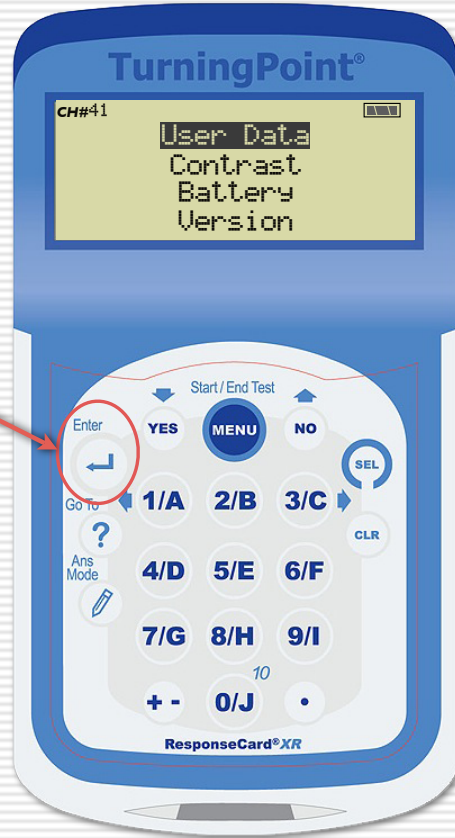 TurningPoint®
CH#41
User Data
Contrast
Battery
Version
Start / End Test
Enter
YES
MENU
NO
SEL
Go To
1/A 2/B 3/C
?
CLR
Ans
Mode
4/D 5/E 6/F
7/G 8/H 9/I
10
+ - 0/J •
ResponseCard®XR